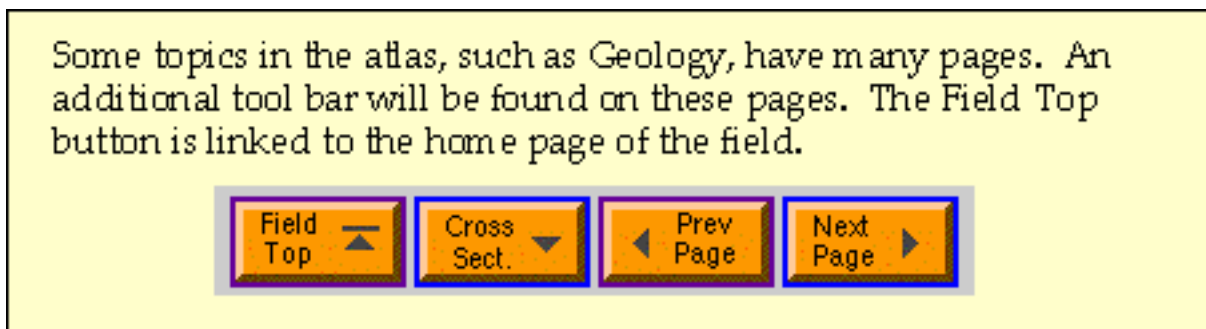 Some topics in the atlas, such as Geology, have many pages.  An
additional tool bar will be found on these pages.  The Field Top
button is linked to the home page of the field.
Field Top
Cross Sect.
Prev Page
Next Page